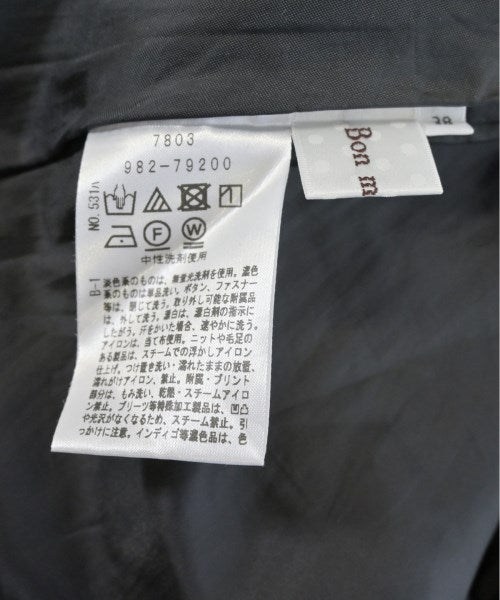 7803
982-79200
38
Bon m
NO.531
F
W
中性洗剤使用
B-1
淡色系のものは、無蛍光洗剤を使用。濃色
系のものは単品洗い。ボタン、ファスナー
等は、閉じて洗う。取り外し可能な附属品
は、外して洗う。漂白は、漂白剤の指示に
したがう。汗をかいた場合、速やかに洗う。
アイロンは、当て布使用。ニットや毛足の
ある製品は、スチームでの浮かしアイロン
仕上げ。つけ置き洗い・濡れたままの放置、
濡れがけアイロン、禁止。附属・プリント
部分は、もみ洗い、乾燥・スチームアイロ
ン禁止。プリーツ等特殊加工製品は、凹凸
や光沢がなくなるため、スチーム禁止。引
っかけに注意。インディゴ等濃色品は、色